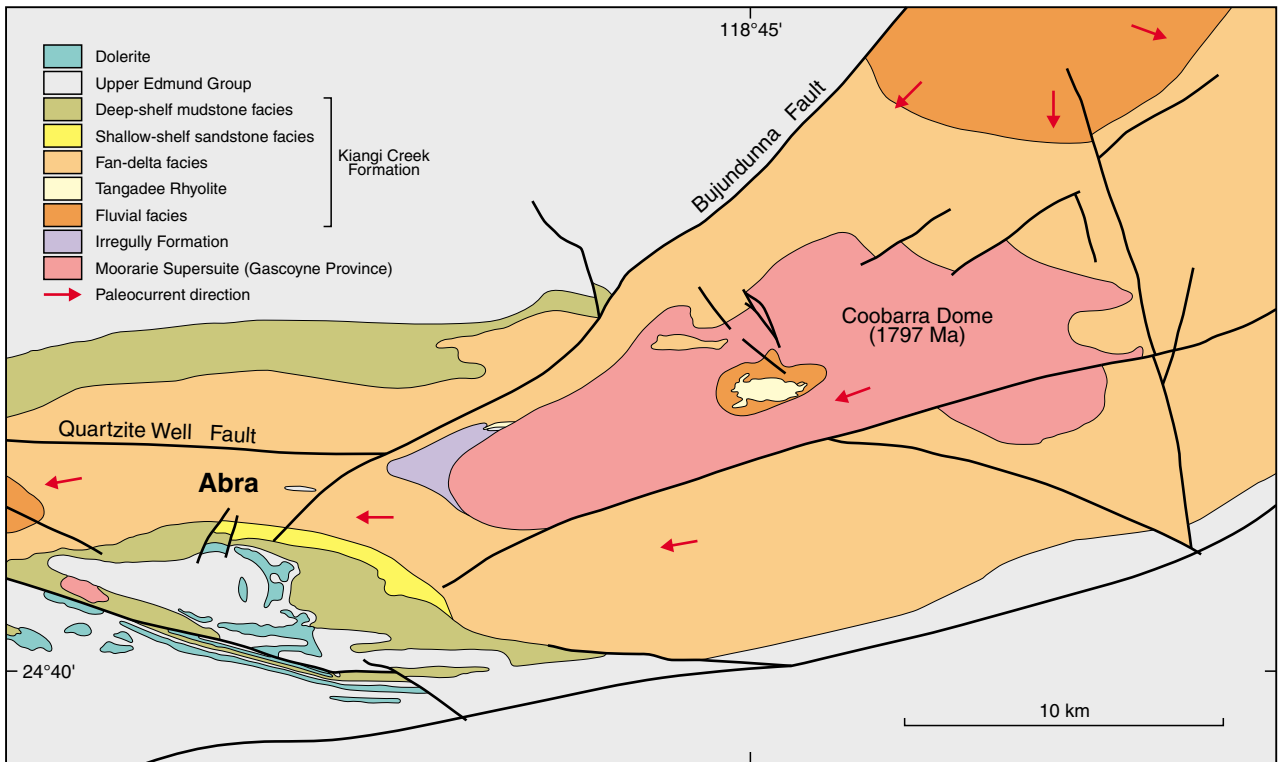 118°45'
Dolerite
Upper Edmund Group
Deep-shelf mudstone facies
Shallow-shelf sandstone facies
Fan-delta facies
Tangadee Rhyolite
Fluvial facies
Irregully Formation
Moorarie Supersuite (Gascoyne Province)
Paleocurrent direction
Kiangi Creek
Formation
Bujundunna Fault
Coobarra Dome
(1797 Ma)
Quartzite Well Fault
Abra
24°40'
10 km